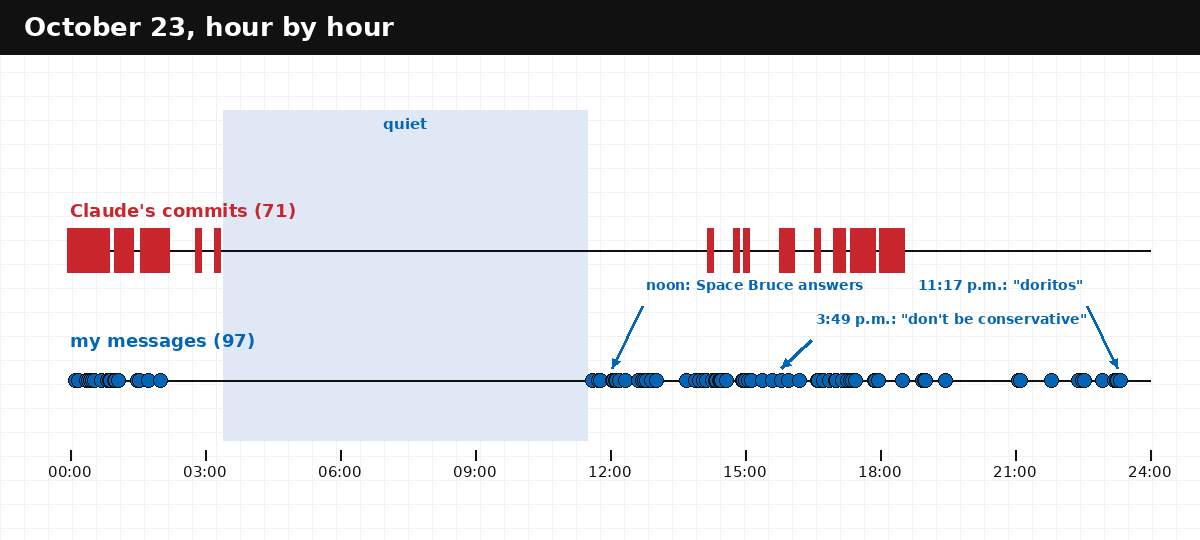 October 23, hour by hour
quiet
Claude's commits (71)
noon: Space Bruce answers
11:17 p.m.: "doritos"
3:49 p.m.: "don't be conservative"
my messages (97)
00:00
03:00
06:00
09:00
12:00
15:00
18:00
21:00
24:00